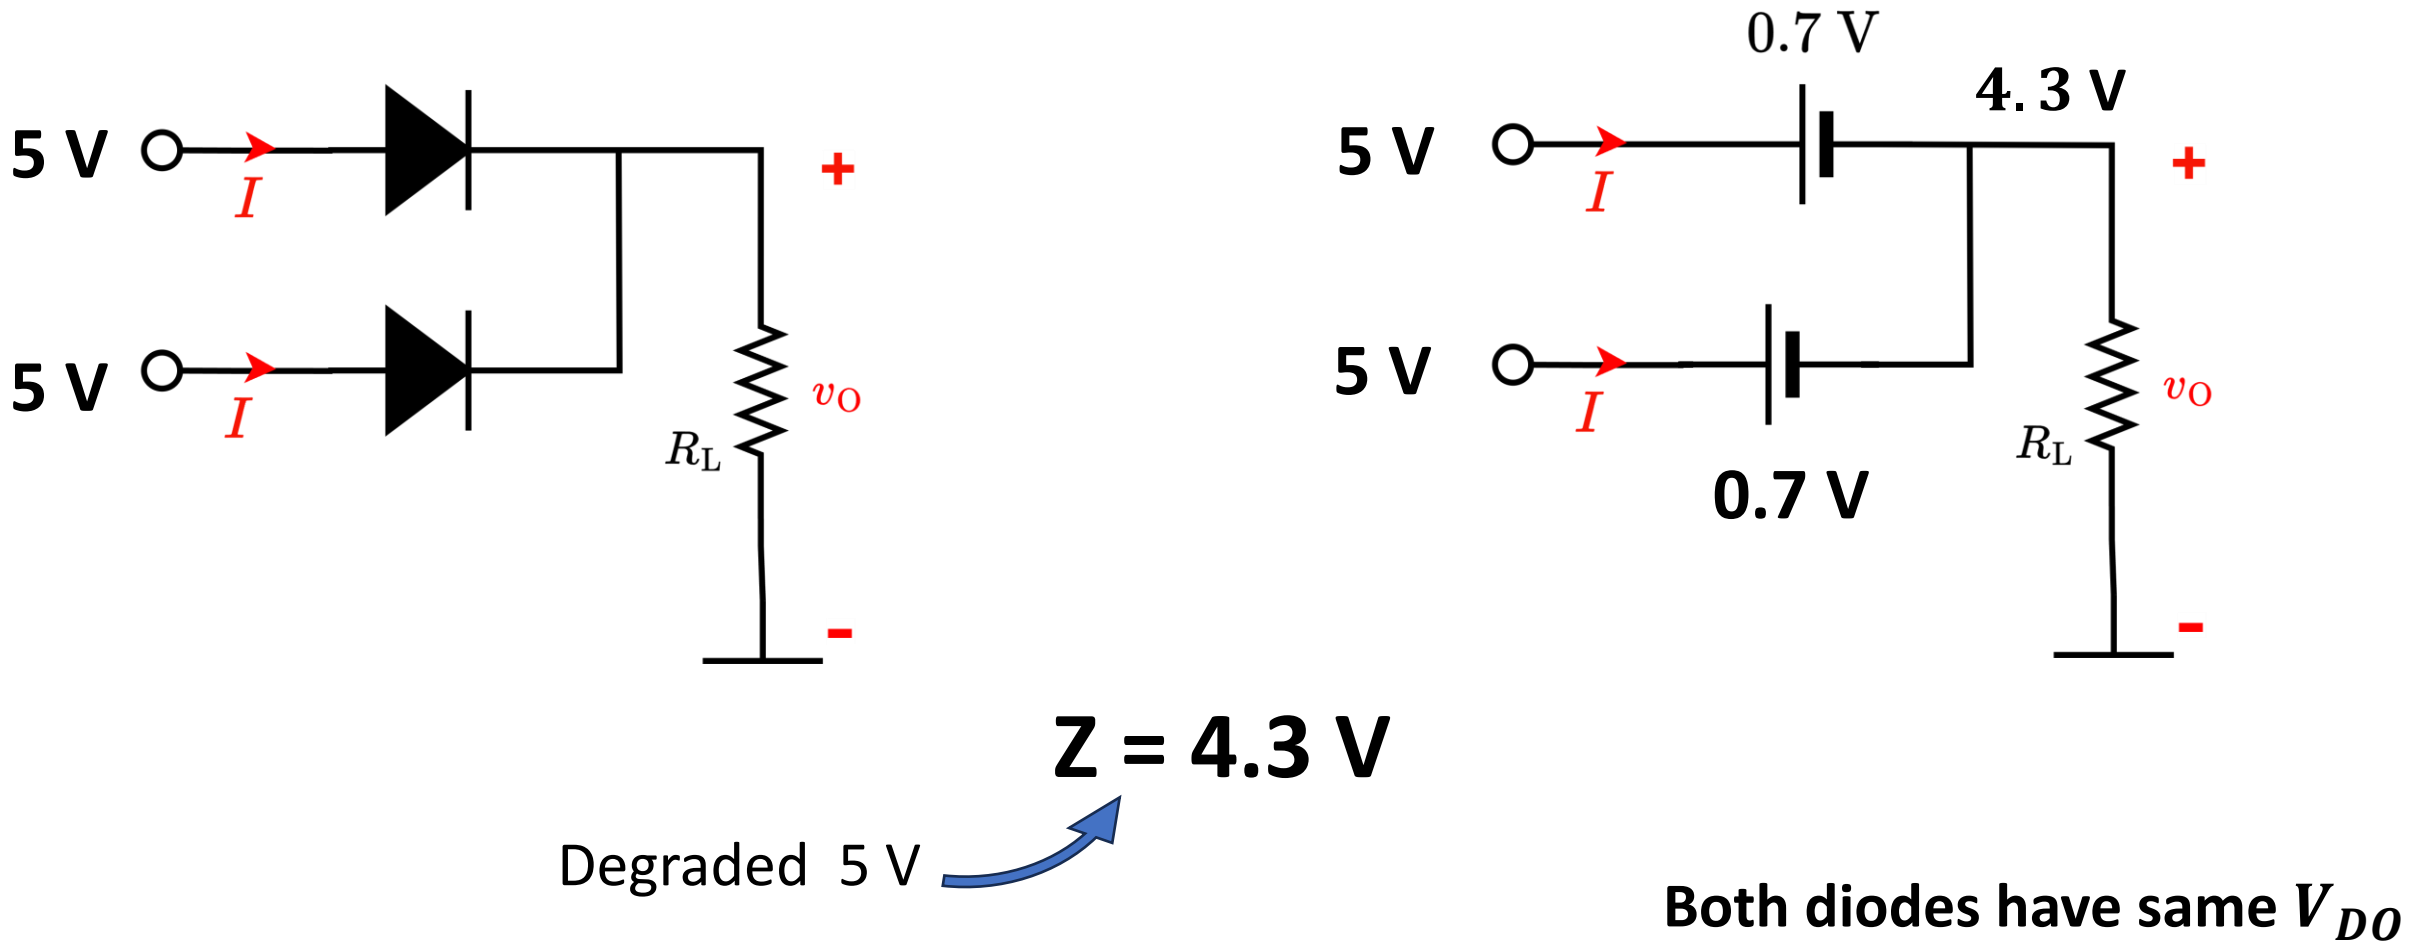 0.7 V
4.3 V
5 V
I
+
5 V
I
+
5 V
I
R_L
v_O
5 V
I
0.7 V
R_L
v_O
-
-
Z = 4.3 V
Degraded 5 V
Both diodes have same V_DO